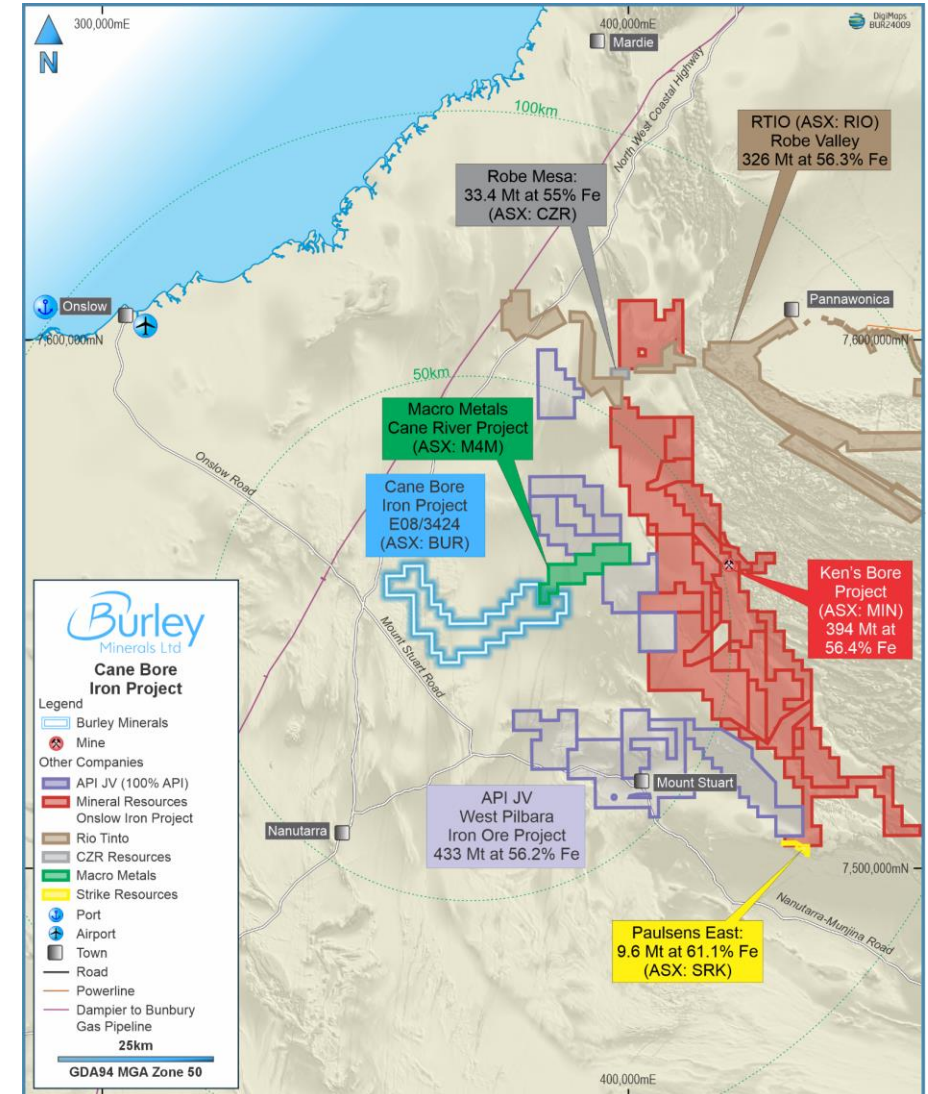 300,000mE
400,000mE
DigiMaps
BUR24009
N
Mardie
North West Coastal Highway
100km
RTIO (ASX: RIO)
Robe Valley
326 Mt at 56.3% Fe
Robe Mesa:
33.4 Mt at 55% Fe
(ASX: CZR)
Onslow
Pannawonica
7,600,000mN
7,600,000mN
50km
Macro Metals
Cane River Project
(ASX: M4M)
Onslow Road
Cane Bore
Iron Project
E08/3424
(ASX: BUR)
Ken's Bore
Project
(ASX: MIN)
394 Mt at
56.4% Fe
Mount Stuart Road
Mount Stuart
API JV
West Pilbara
Iron Ore Project
433 Mt at 56.2% Fe
Nanutarra
7,500,000mN
Nanutarra-Munjina Road
Paulsens East:
9.6 Mt at 61.1% Fe
(ASX: SRK)
Burley
Minerals Ltd
Cane Bore
Iron Project
Legend
Burley Minerals
Mine
Other Companies
API JV (100% API)
Mineral Resources
Onslow Iron Project
Rio Tinto
CZR Resources
Macro Metals
Strike Resources
Port
Airport
Town
Road
Powerline
Dampier to Bunbury
Gas Pipeline
25km
GDA94 MGA Zone 50
400,000mE